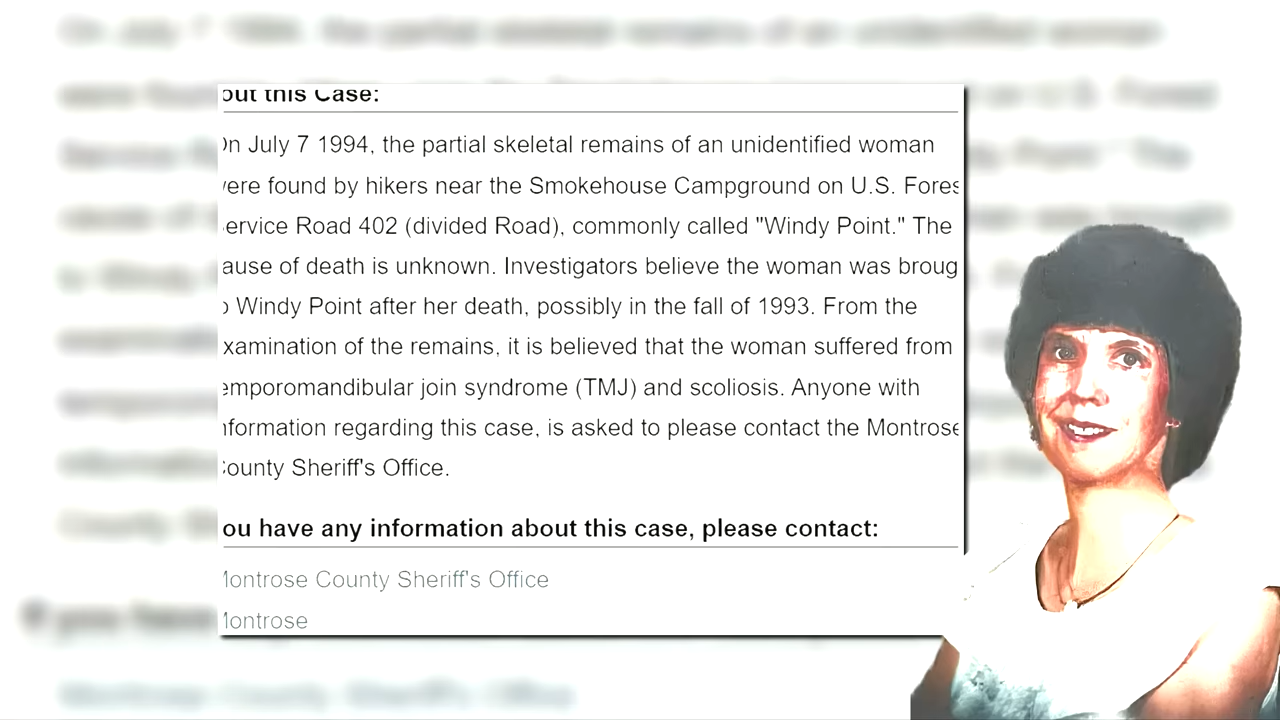 out this Case:
On July 7 1994, the partial skeletal remains of an unidentified woman
were found by hikers near the Smokehouse Campground on U.S. Fores
ervice Road 402 (divided Road), commonly called "Windy Point." The
ause of death is unknown. Investigators believe the woman was broug
o Windy Point after her death, possibly in the fall of 1993. From the
xamination of the remains, it is believed that the woman suffered from
emporomandibular join syndrome (TMJ) and scoliosis. Anyone with
nformation regarding this case, is asked to please contact the Montrose
County Sheriff's Office.
ou have any information about this case, please contact:
Montrose County Sheriff's Office
Montrose